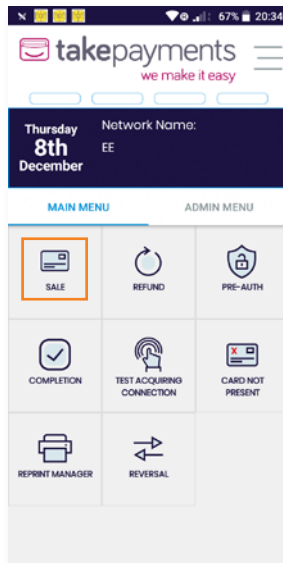 67% 20:34
takepayments
we make it easy
Thursday
8th
December
Network Name:
EE
MAIN MENU
ADMIN MENU
SALE
REFUND
PRE-AUTH
COMPLETION
TEST ACQUIRING
CONNECTION
CARD NOT
PRESENT
REPRINT MANAGER
REVERSAL